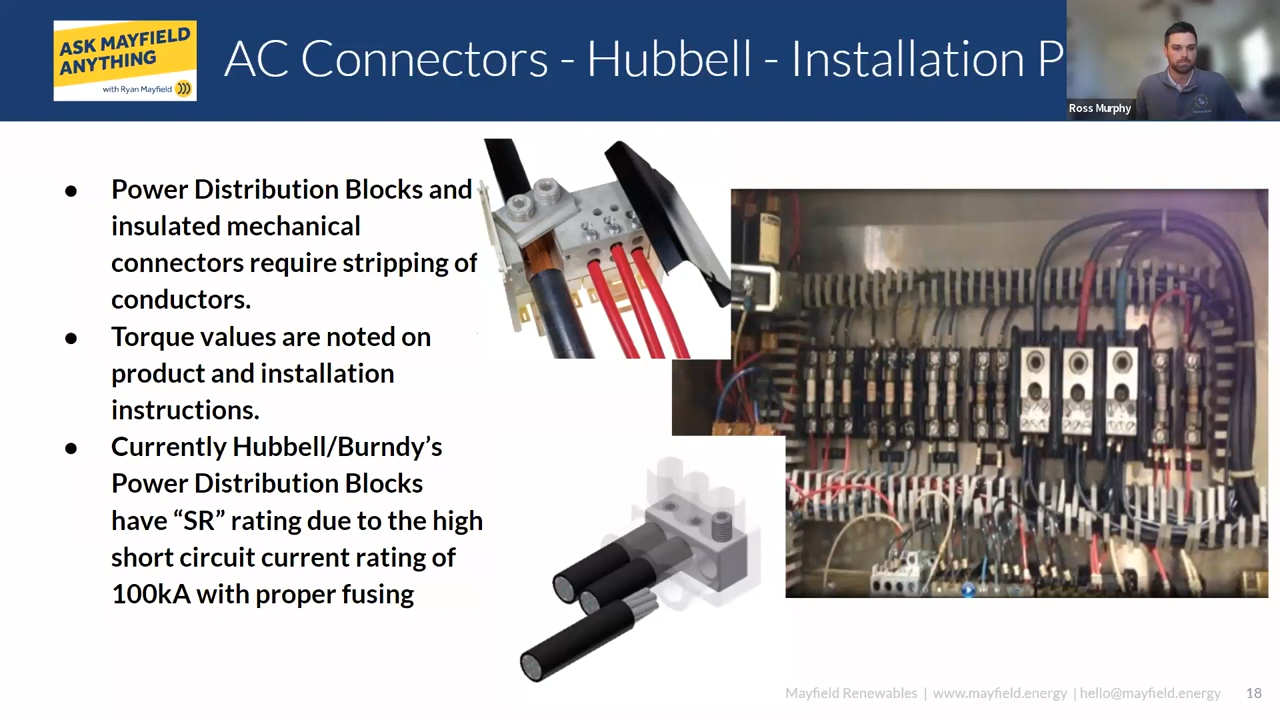 ASK MAYFIELD
ANYTHING
with Ryan Mayfield
AC Connectors - Hubbell - Installation P
Ross Murphy
● Power Distribution Blocks and
insulated mechanical
connectors require stripping of
conductors.
● Torque values are noted on
product and installation
instructions.
● Currently Hubbell/Burndy’s
Power Distribution Blocks
have “SR” rating due to the high
short circuit current rating of
100kA with proper fusing
Mayfield Renewables | www.mayfield.energy | hello@mayfield.energy 18